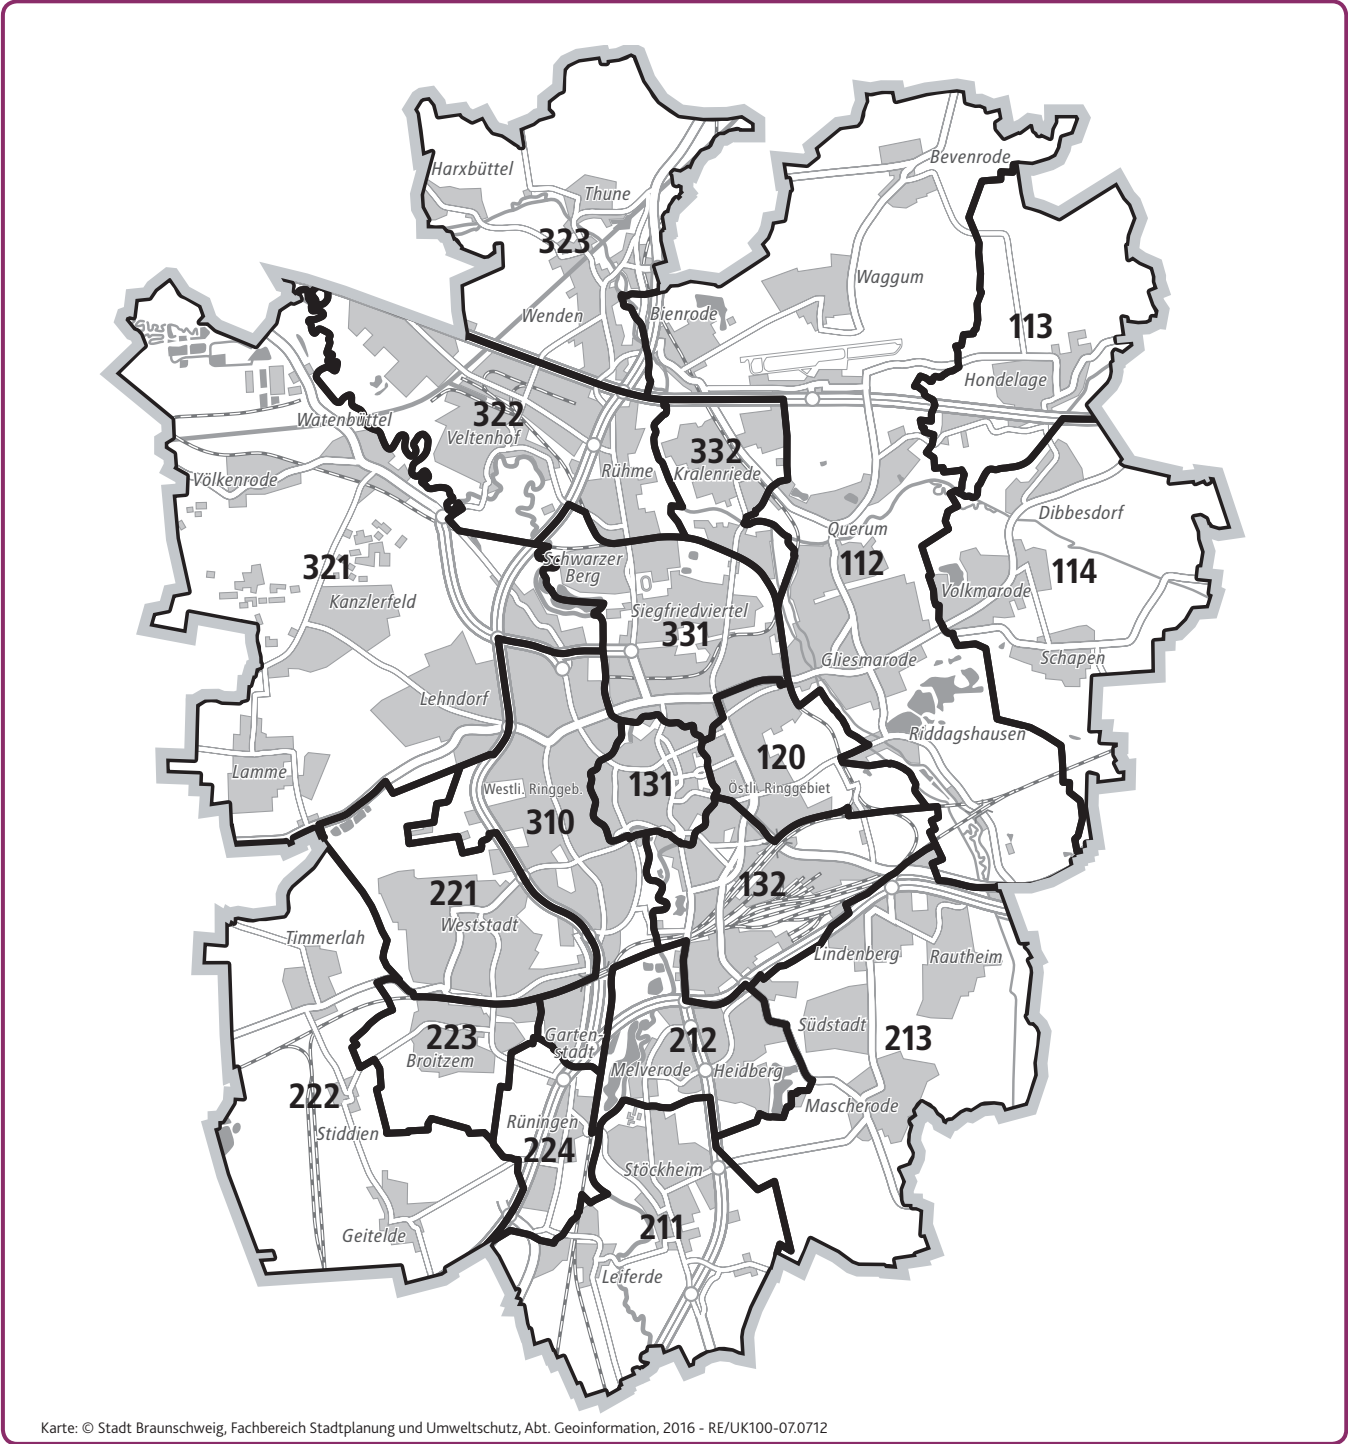 Harxbüttel
Thune
323
Wenden
Bienrode
Bevenrode
Waggum
113
Hondelage
Watenbüttel
322
Veltenhof
332
Kralenriede
Rühme
Völkenrode
Querum
112
Dibbesdorf
114
Volkmarode
Schapen
321
Kanzlerfeld
Schwarzer
Berg
Siegfriedviertel
331
Gliesmarode
Lehndorf
Riddagshausen
Lamme
Westli. Ringgeb.
310
131
120
Östli. Ringgebiet
132
221
Weststadt
Timmerlah
Lindenberg
Rautheim
Südstadt
213
223
Broitzem
Garten-
stadt
212
Melverode
Heidberg
222
Stiddien
Mascherode
Rüningen
224
Stöckheim
211
Geitelde
Leiferde
Karte: © Stadt Braunschweig, Fachbereich Stadtplanung und Umweltschutz, Abt. Geoinformation, 2016 - RE/UK100-07.0712